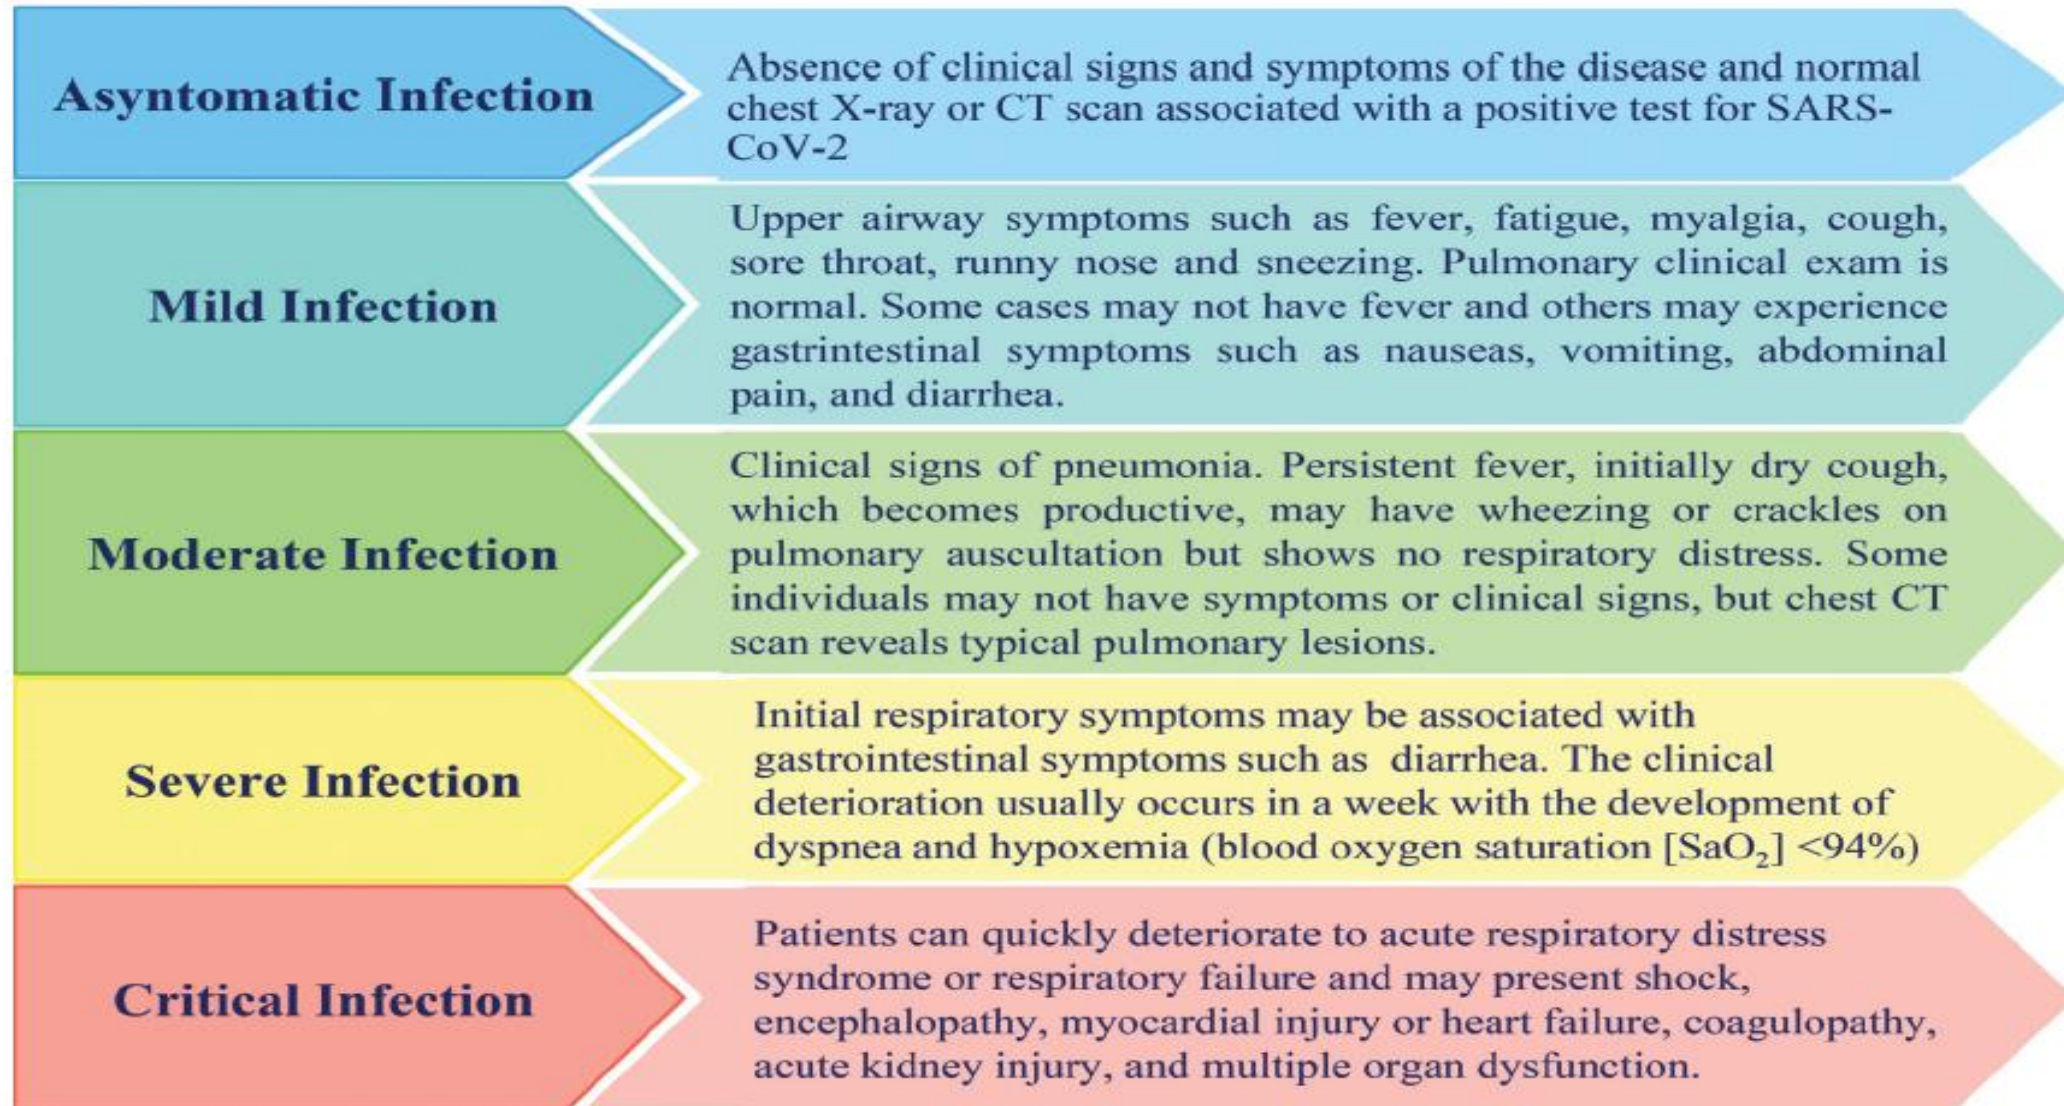 Asyntomatic Infection
Absence of clinical signs and symptoms of the disease and normal
chest X-ray or CT scan associated with a positive test for SARS-
CoV-2
Mild Infection
Upper airway symptoms such as fever, fatigue, myalgia, cough,
sore throat, runny nose and sneezing. Pulmonary clinical exam is
normal. Some cases may not have fever and others may experience
gastrintestinal symptoms such as nauseas, vomiting, abdominal
pain, and diarrhea.
Moderate Infection
Clinical signs of pneumonia. Persistent fever, initially dry cough,
which becomes productive, may have wheezing or crackles on
pulmonary auscultation but shows no respiratory distress. Some
individuals may not have symptoms or clinical signs, but chest CT
scan reveals typical pulmonary lesions.
Severe Infection
Initial respiratory symptoms may be associated with
gastrointestinal symptoms such as diarrhea. The clinical
deterioration usually occurs in a week with the development of
dyspnea and hypoxemia (blood oxygen saturation [SaO₂] <94%)
Critical Infection
Patients can quickly deteriorate to acute respiratory distress
syndrome or respiratory failure and may present shock,
encephalopathy, myocardial injury or heart failure, coagulopathy,
acute kidney injury, and multiple organ dysfunction.